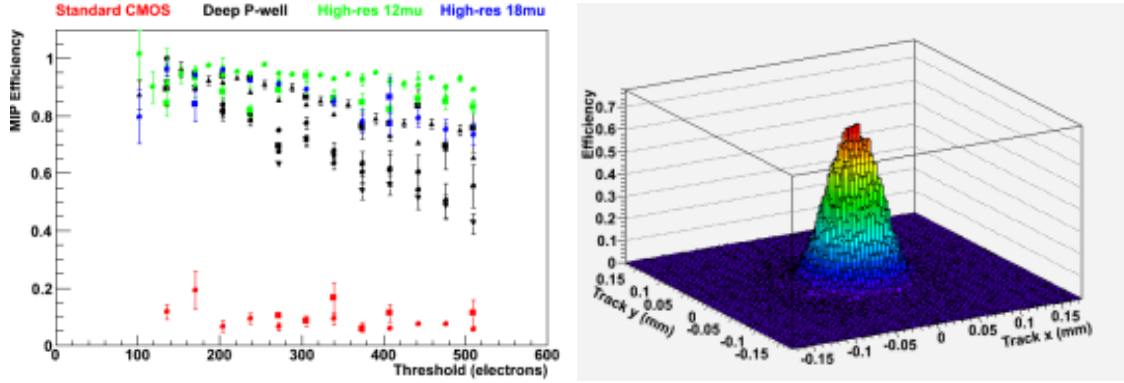 Standard CMOS Deep P-well High-res 12mu High-res 18mu
MIP Efficiency
1
0.8
0.6
0.4
0.2
0
0 100 200 300 400 500 600
Threshold (electrons)
Efficiency
0.7
0.6
0.5
0.4
0.3
0.2
0.1
0
0.15
0.1
0.05
0
-0.05
-0.1
-0.15
Track y (mm)
-0.15 -0.1 -0.05 0 0.05 0.1 0.15
Track x (mm)